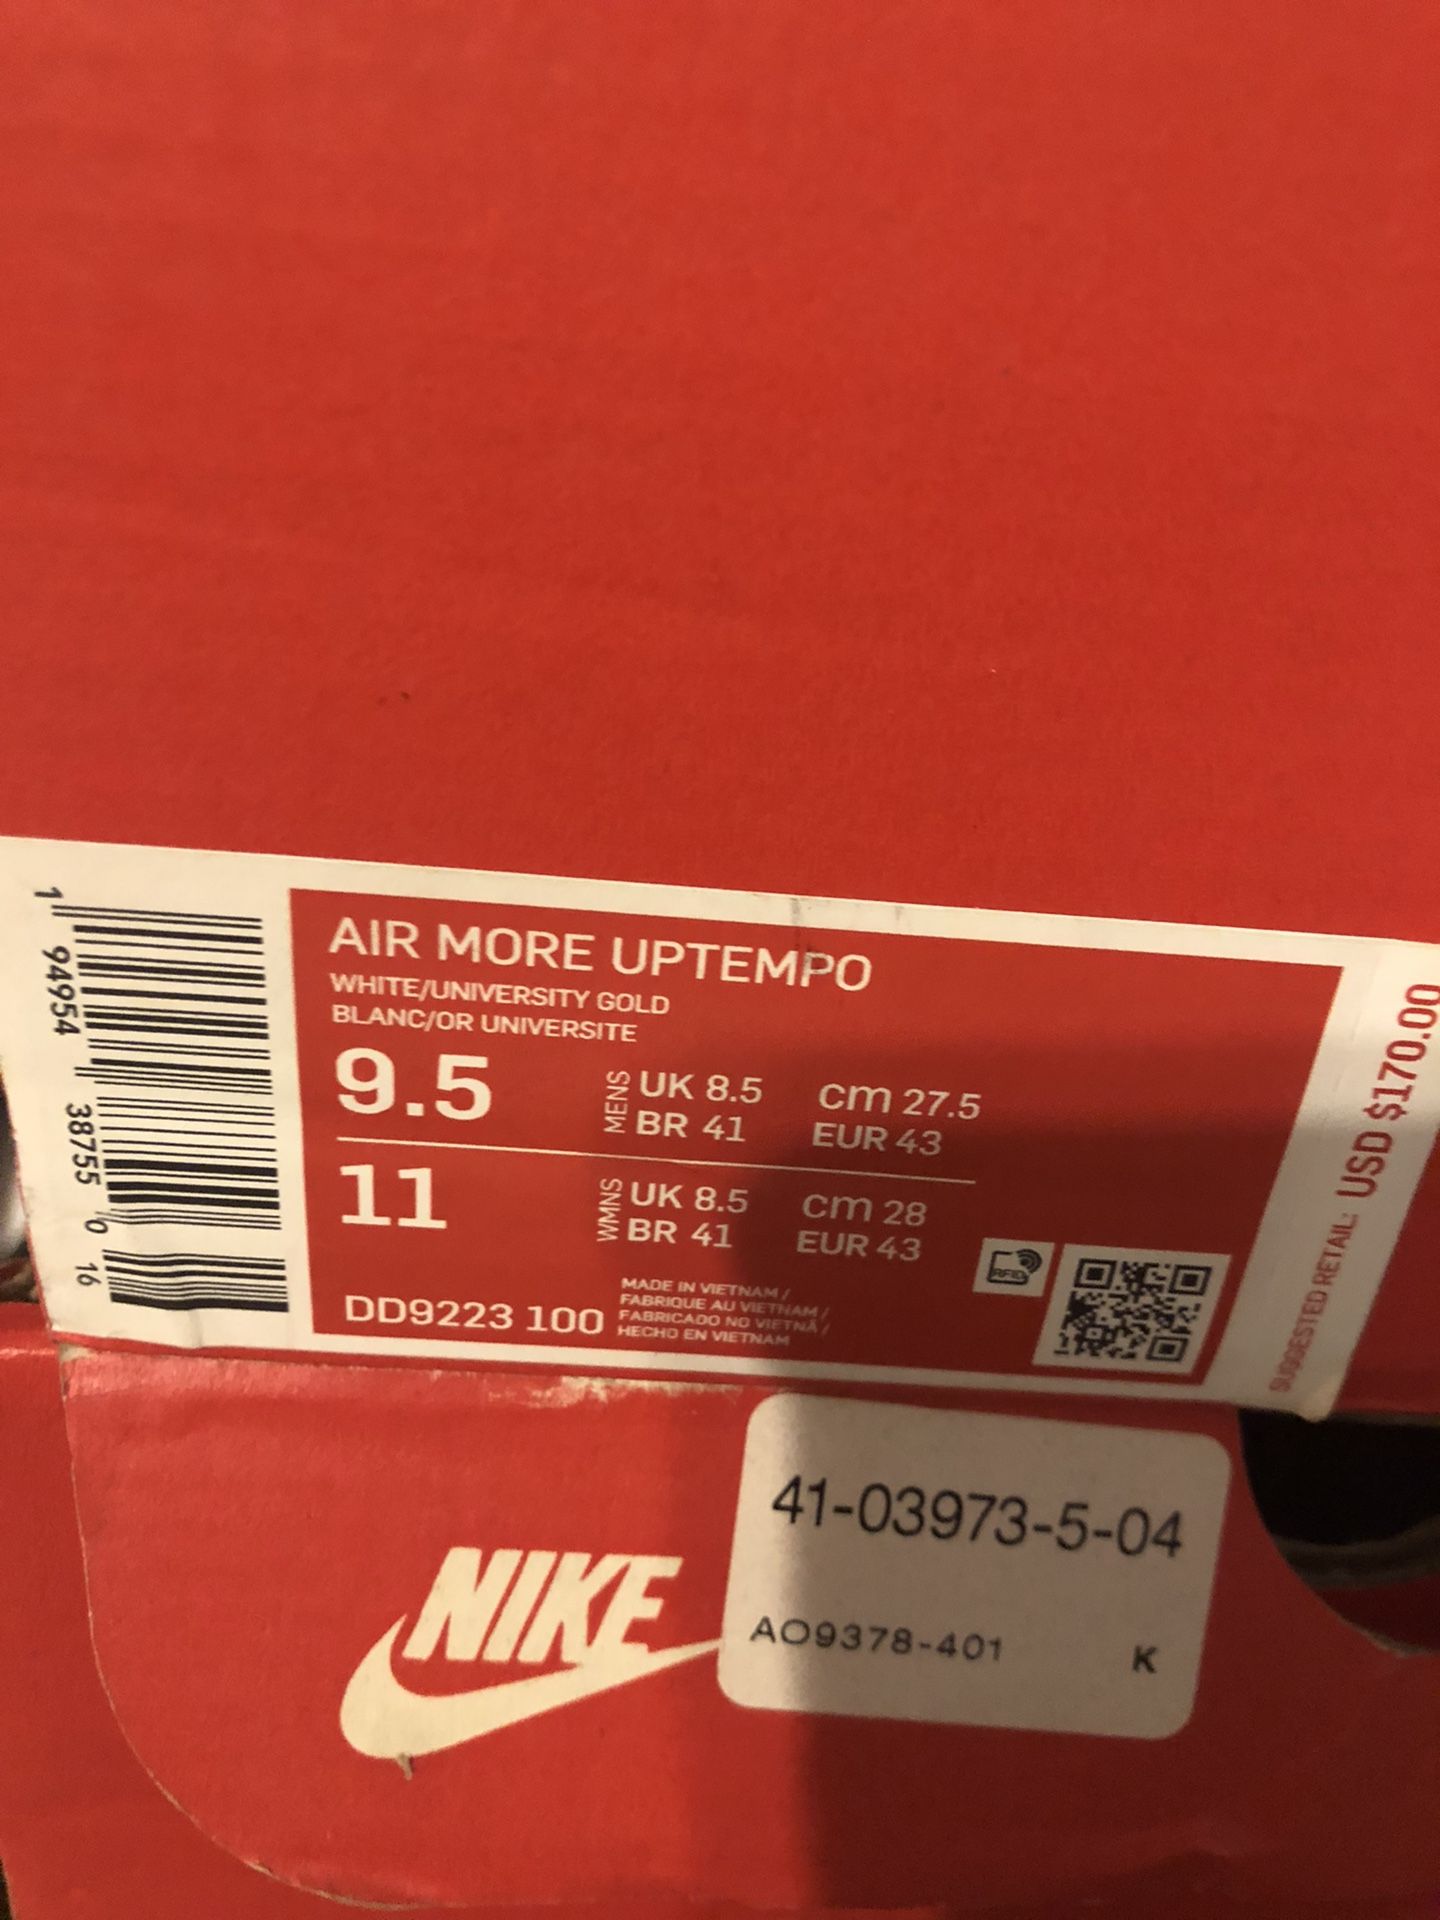 AIR MORE UPTEMPO
WHITE/UNIVERSITY GOLD
BLANC/OR UNIVERSITE
9.5
MENS
UK 8.5
cm 27.5
BR 41
EUR 43
11
WMNS
UK 8.5
cm 28
BR 41
EUR 43
DD9223 100
MADE IN VIETNAM /
FABRIQUE AU VIETNAM /
FABRICADO NO VIETNÃ /
HECHO EN VIETNAM
RFID
SUGGESTED RETAIL: USD $170.00
1 94954 38755 0 16
NIKE
41-03973-5-04
AO9378-401 K